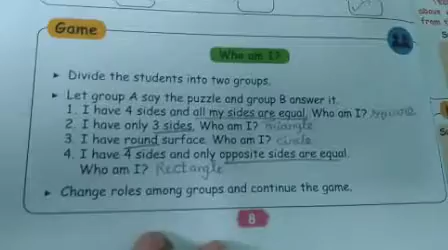 Game
Who am I?
▸ Divide the students into two groups.
▸ Let group A say the puzzle and group B answer it.
1. I have 4 sides and all my sides are equal. Who am I? square
2. I have only 3 sides. Who am I? triangle
3. I have round surface. Who am I? circle
4. I have 4 sides and only opposite sides are equal.
Who am I? Rectangle
▸ Change roles among groups and continue the game.
8